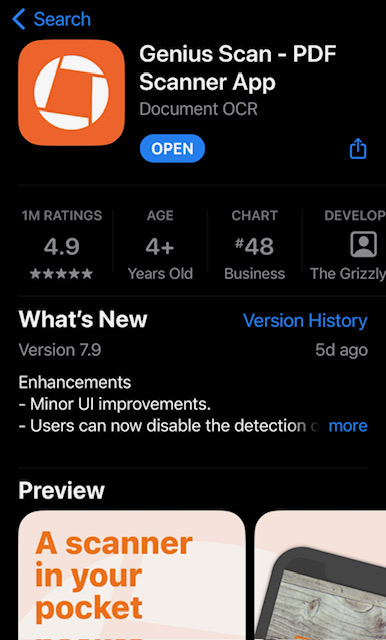 Search
Genius Scan - PDF
Scanner App
Document OCR
OPEN
1M RATINGS
4.9
★★★★★
AGE
4+
Years Old
CHART
#48
Business
DEVELOP
The Grizzly
What's New
Version History
Version 7.9
5d ago
Enhancements
- Minor UI improvements.
- Users can now disable the detection
more
Preview
A scanner
in your
pocket